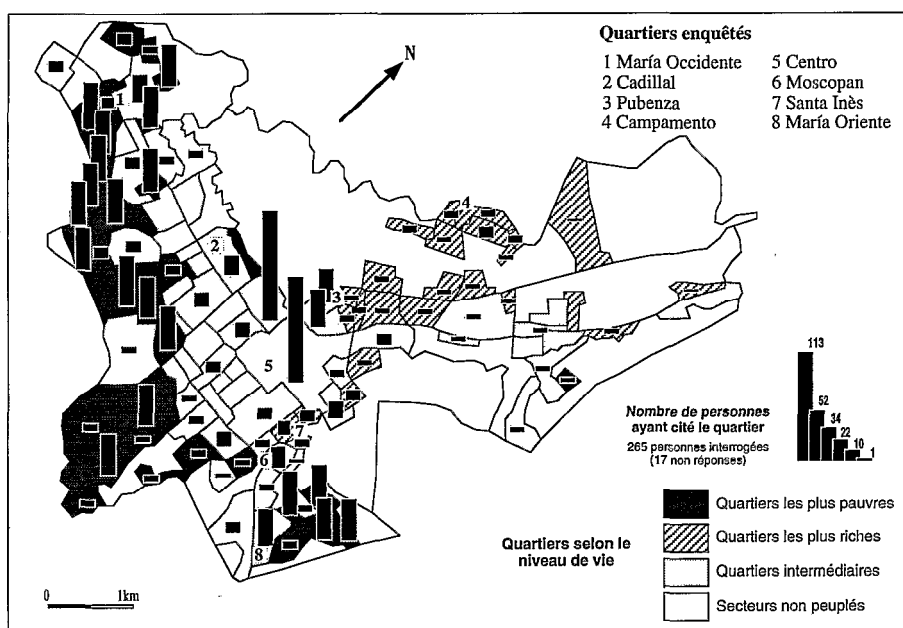 N
Quartiers enquêtés
1 María Occidente
2 Cadillal
3 Pubenza
4 Campamento
5 Centro
6 Moscopan
7 Santa Inès
8 María Oriente
1
2
3
4
5
6
7
8
113
52
34
22
10
1
Nombre de personnes
ayant cité le quartier
265 personnes interrogées
(17 non réponses)
Quartiers selon le
niveau de vie
Quartiers les plus pauvres
Quartiers les plus riches
Quartiers intermédiaires
Secteurs non peuplés
0 1km